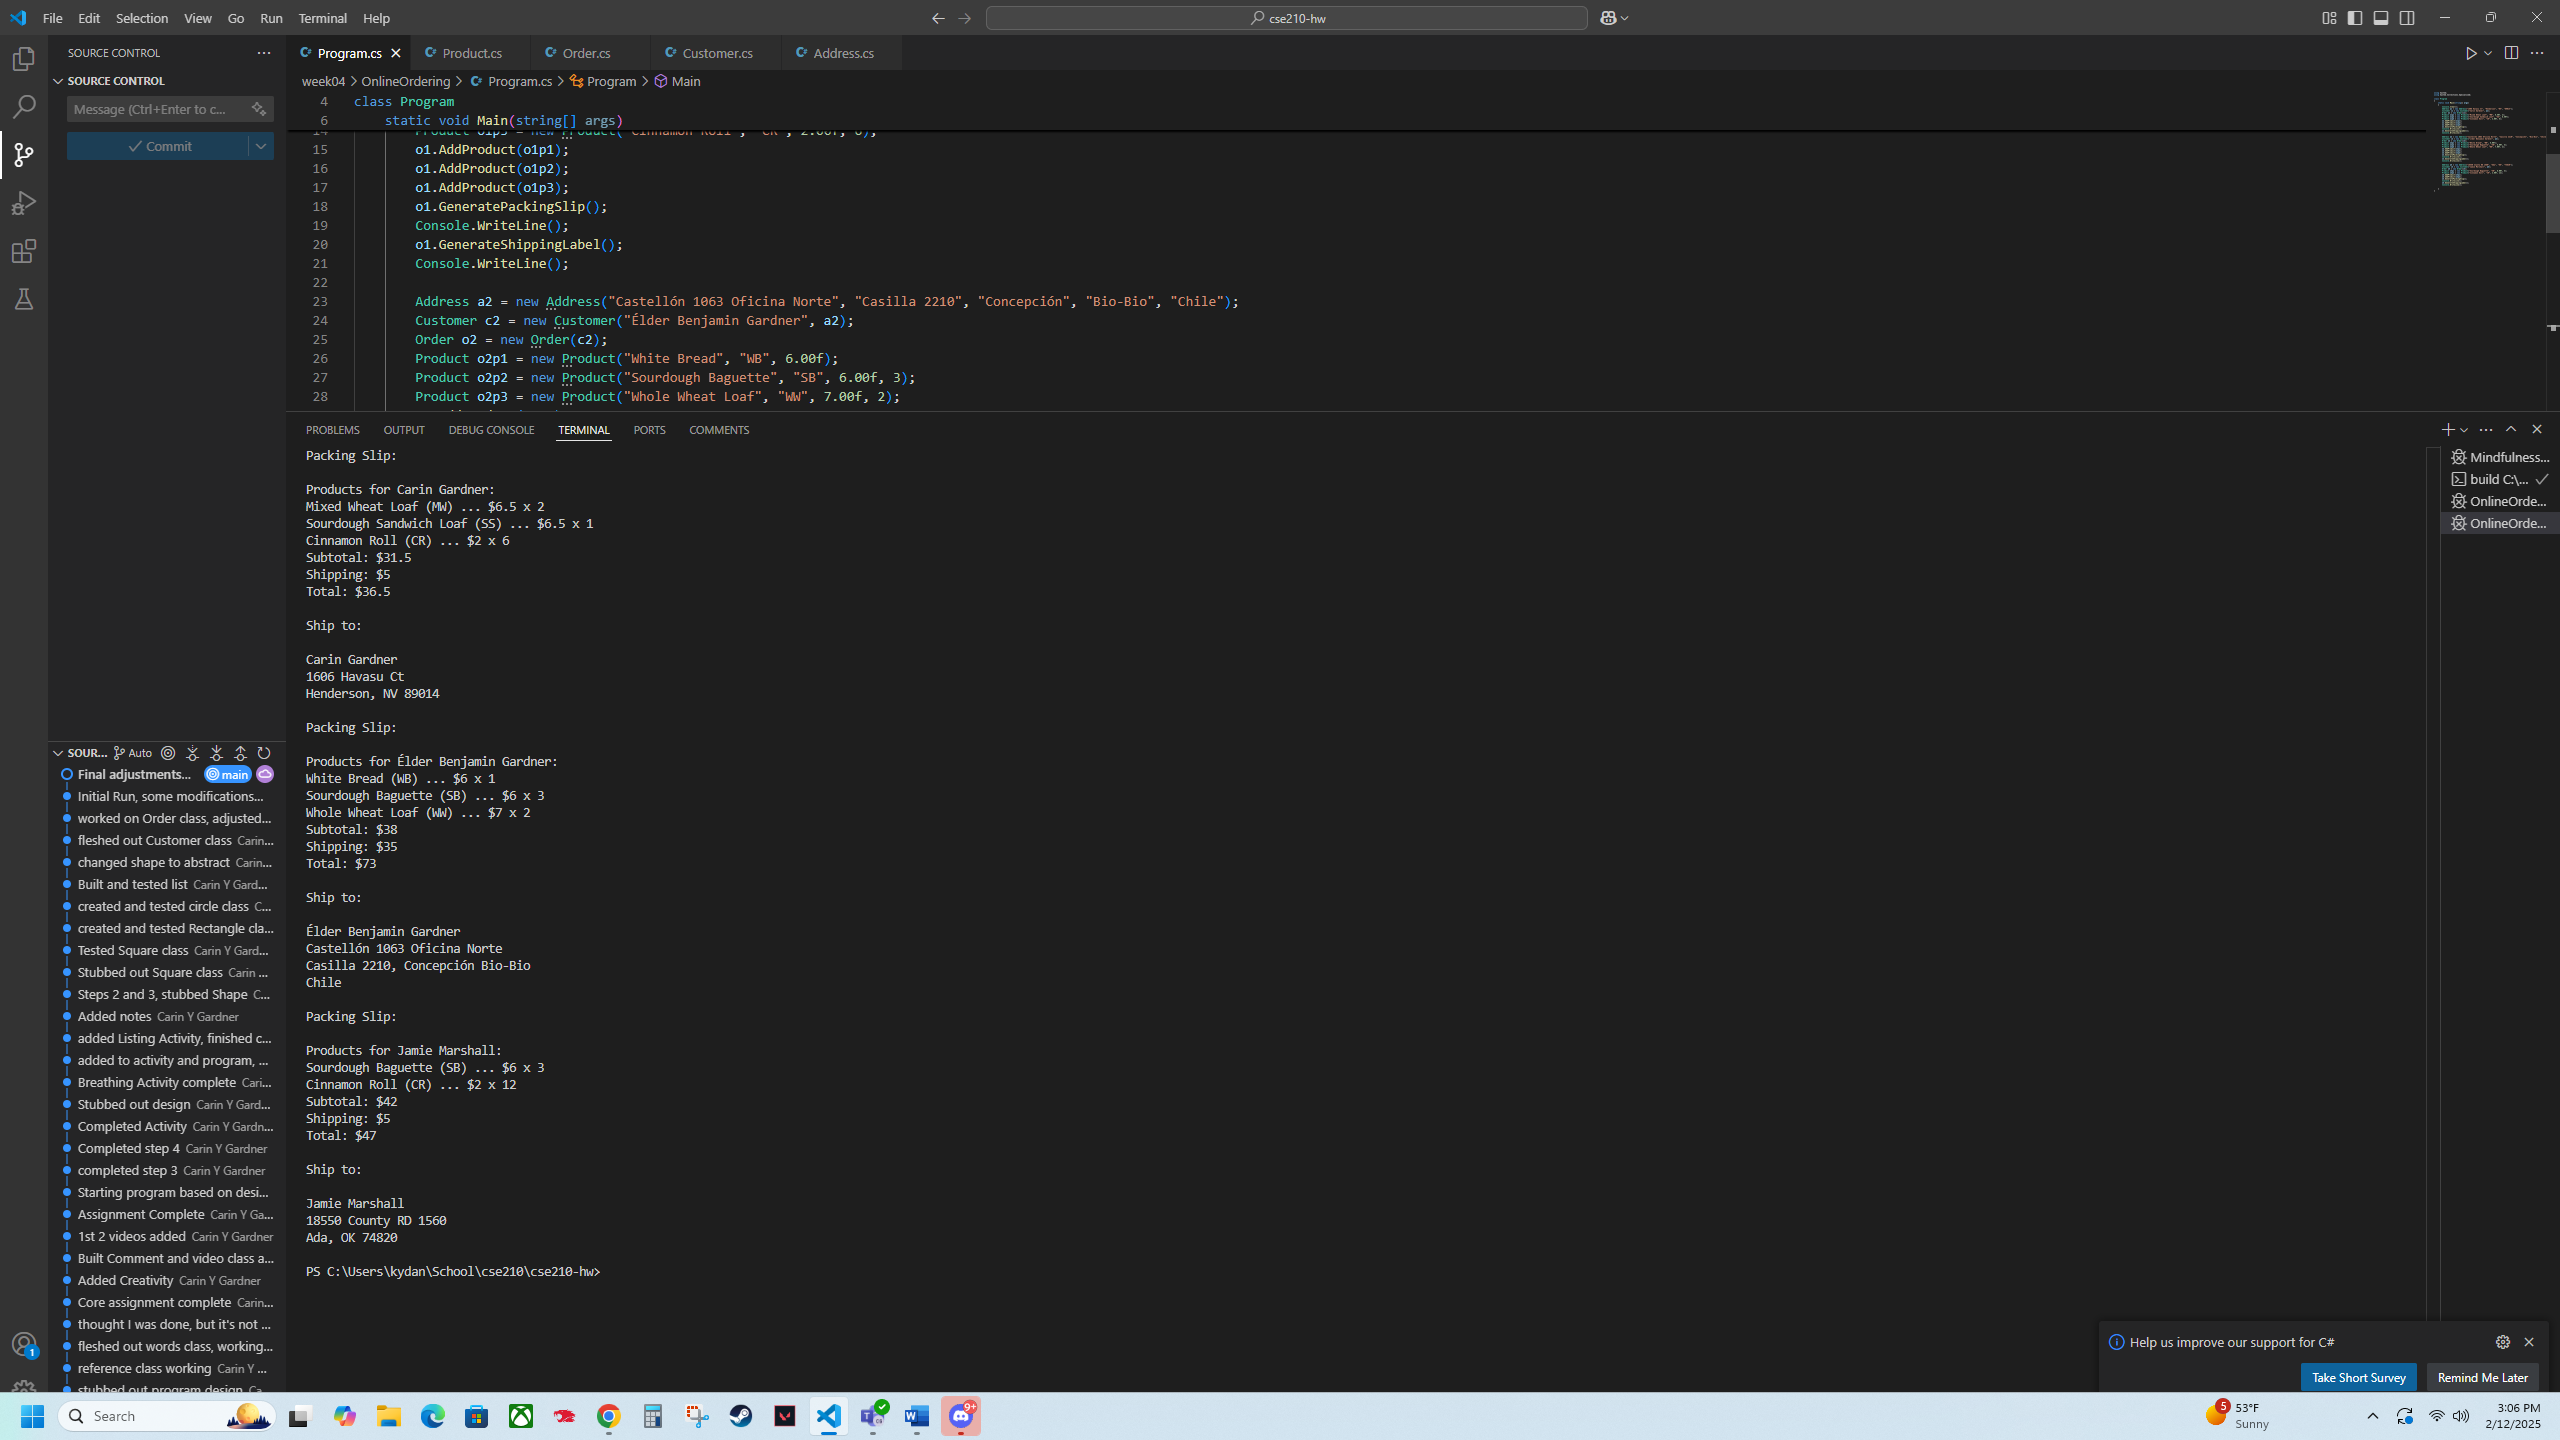 File Edit Selection View Go Run Terminal Help
cse210-hw
SOURCE CONTROL
SOURCE CONTROL
Message (Ctrl+Enter to c...
Commit
Program.cs Product.cs Order.cs Customer.cs Address.cs
week04 > OnlineOrdering > Program.cs > Program > Main
4 class Program
6 static void Main(string[] args)
14 Product o1p3 = new Product("Cinnamon Roll", "CR", 2.00f, 6);
15 o1.AddProduct(o1p1);
16 o1.AddProduct(o1p2);
17 o1.AddProduct(o1p3);
18 o1.GeneratePackingSlip();
19 Console.WriteLine();
20 o1.GenerateShippingLabel();
21 Console.WriteLine();
22
23 Address a2 = new Address("Castellón 1063 Oficina Norte", "Casilla 2210", "Concepción", "Bio-Bio", "Chile");
24 Customer c2 = new Customer("Élder Benjamin Gardner", a2);
25 Order o2 = new Order(c2);
26 Product o2p1 = new Product("White Bread", "WB", 6.00f);
27 Product o2p2 = new Product("Sourdough Baguette", "SB", 6.00f, 3);
28 Product o2p3 = new Product("Whole Wheat Loaf", "WW", 7.00f, 2);
PROBLEMS OUTPUT DEBUG CONSOLE TERMINAL PORTS COMMENTS
Packing Slip:
Products for Carin Gardner:
Mixed Wheat Loaf (MW) ... $6.5 x 2
Sourdough Sandwich Loaf (SS) ... $6.5 x 1
Cinnamon Roll (CR) ... $2 x 6
Subtotal: $31.5
Shipping: $5
Total: $36.5
Ship to:
Carin Gardner
1606 Havasu Ct
Henderson, NV 89014
Packing Slip:
Products for Élder Benjamin Gardner:
White Bread (WB) ... $6 x 1
Sourdough Baguette (SB) ... $6 x 3
Whole Wheat Loaf (WW) ... $7 x 2
Subtotal: $38
Shipping: $35
Total: $73
Ship to:
Élder Benjamin Gardner
Castellón 1063 Oficina Norte
Casilla 2210, Concepción Bio-Bio
Chile
Packing Slip:
Products for Jamie Marshall:
Sourdough Baguette (SB) ... $6 x 3
Cinnamon Roll (CR) ... $2 x 12
Subtotal: $42
Shipping: $5
Total: $47
Ship to:
Jamie Marshall
18550 County RD 1560
Ada, OK 74820
PS C:\Users\kydan\School\cse210\cse210-hw>
Mindfulness...
build C:\...
OnlineOrde...
OnlineOrde...
SOUR... Auto
Final adjustments... main
Initial Run, some modifications...
worked on Order class, adjusted...
fleshed out Customer class Carin...
changed shape to abstract Carin...
Built and tested list Carin Y Gard...
created and tested circle class C...
created and tested Rectangle cla...
Tested Square class Carin Y Gard...
Stubbed out Square class Carin ...
Steps 2 and 3, stubbed Shape C...
Added notes Carin Y Gardner
added Listing Activity, finished c...
added to activity and program, ...
Breathing Activity complete Cari...
Stubbed out design Carin Y Gard...
Completed Activity Carin Y Gardn...
Completed step 4 Carin Y Gardner
completed step 3 Carin Y Gardner
Starting program based on desi...
Assignment Complete Carin Y Ga...
1st 2 videos added Carin Y Gardner
Built Comment and video class a...
Added Creativity Carin Y Gardner
Core assignment complete Carin...
thought I was done, but it's not ...
fleshed out words class, working...
reference class working Carin Y ...
stubbed out program design Ca...
1
Help us improve our support for C#
Take Short Survey Remind Me Later
Search
9+
5
53°F
Sunny
3:06 PM
2/12/2025